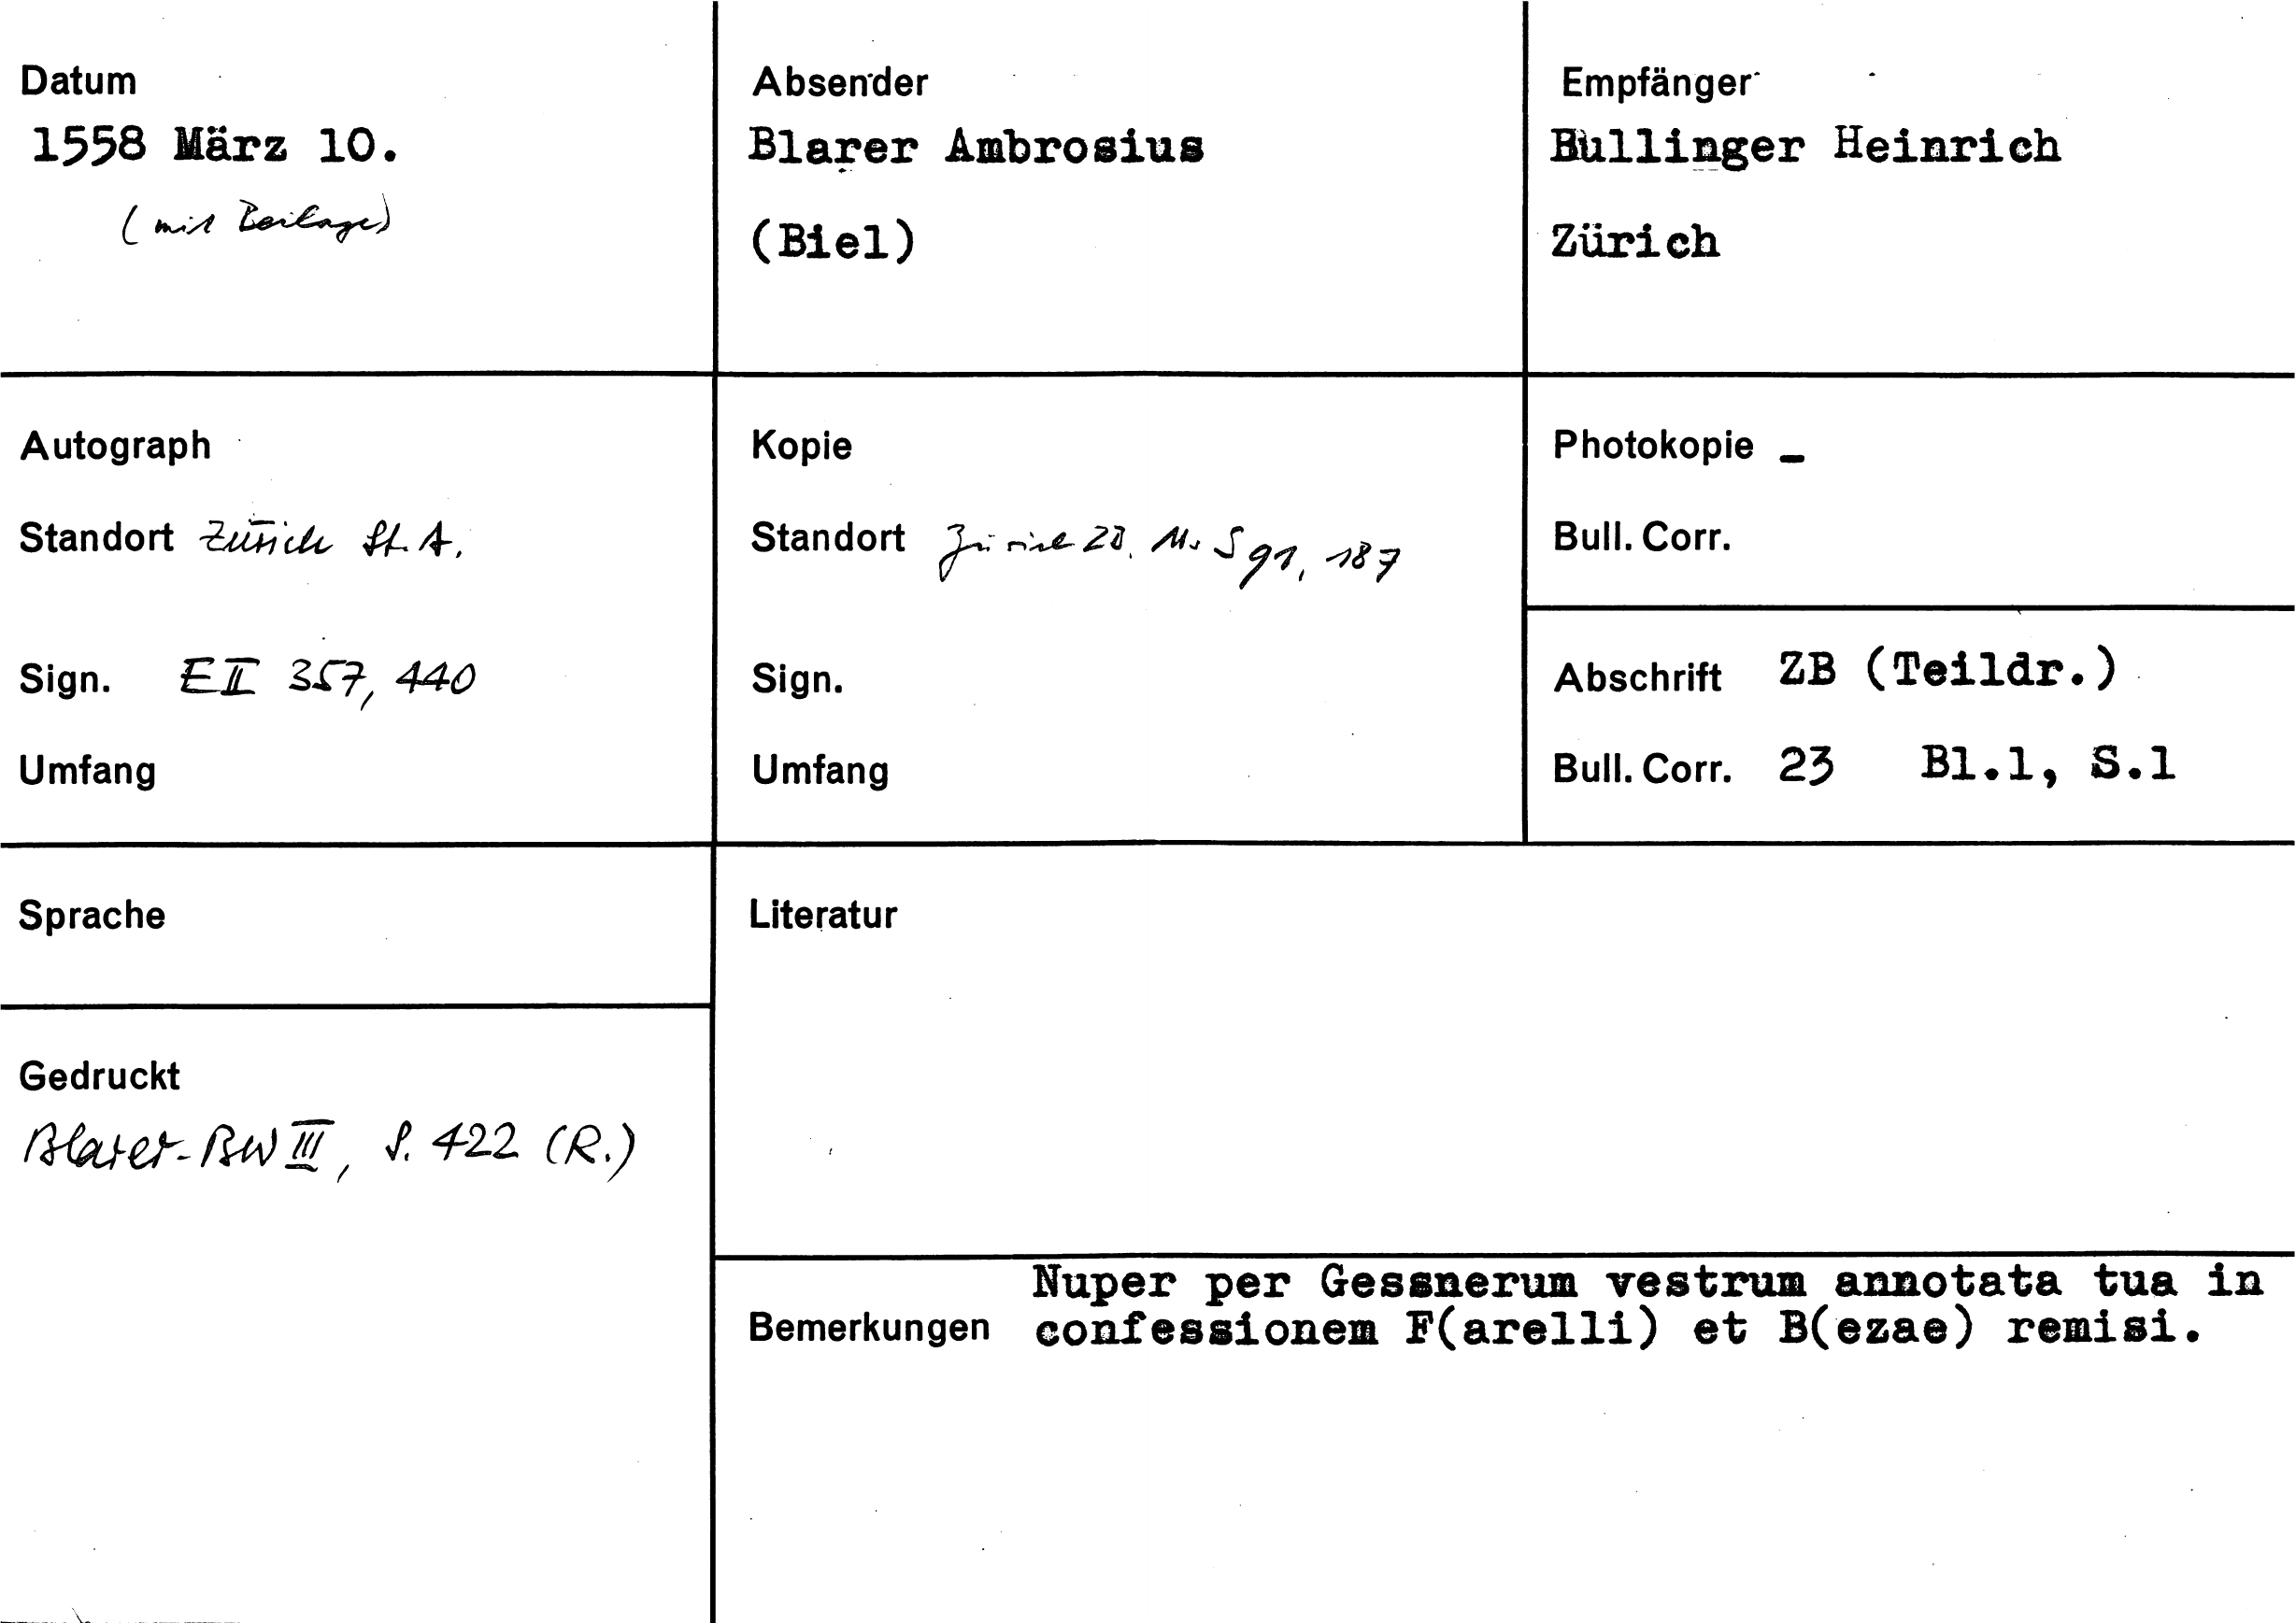 Datum
1558 März 10.
(mit Beilage)
Absender
Blarer Ambrosius
(Biel)
Empfänger
Bullinger Heinrich
Zürich
Autograph
Standort Zürich St. A.
Sign. E II 357, 440
Umfang
Kopie
Standort Zürich ZB, Ms S 91, 187
Sign.
Umfang
Photokopie -
Bull. Corr.
Abschrift ZB (Teildr.)
Bull. Corr. 23 Bl.1, S.1
Sprache
Literatur
Gedruckt
Blarer-BW III, S. 422 (R.)
Bemerkungen
Nuper per Gessnerum vestrum annotata tua in
confessionem F(arelli) et B(ezae) remisi.